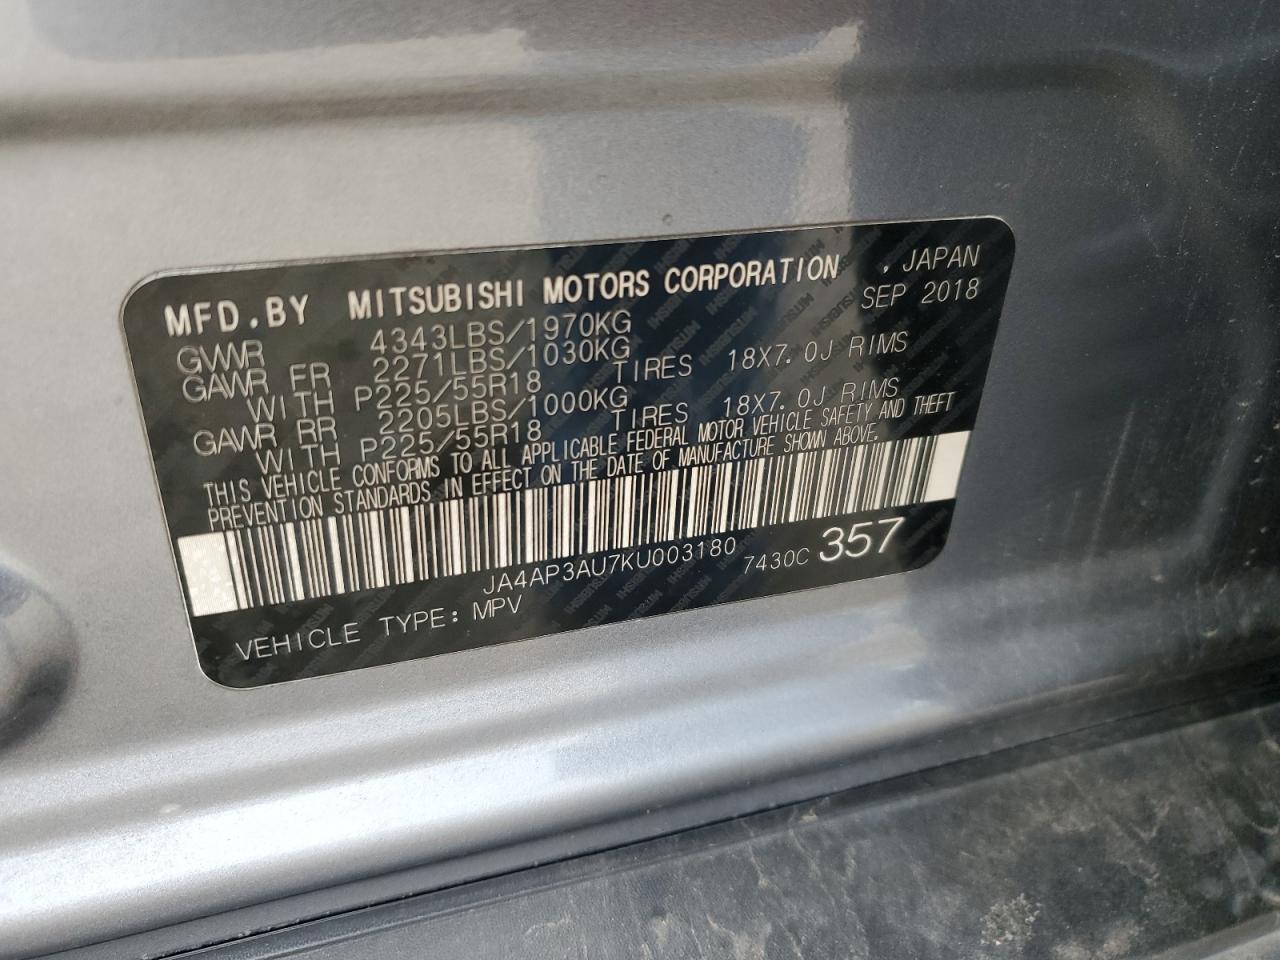 MFD.BY MITSUBISHI MOTORS CORPORATION , JAPAN
SEP 2018
GVWR 4343LBS/1970KG
GAWR FR 2271LBS/1030KG
WITH P225/55R18 TIRES 18X7.0J RIMS
GAWR RR 2205LBS/1000KG
WITH P225/55R18 TIRES 18X7.0J RIMS
THIS VEHICLE CONFORMS TO ALL APPLICABLE FEDERAL MOTOR VEHICLE SAFETY AND THEFT
PREVENTION STANDARDS IN EFFECT ON THE DATE OF MANUFACTURE SHOWN ABOVE.
JA4AP3AU7KU003180 7430C 357
VEHICLE TYPE: MPV